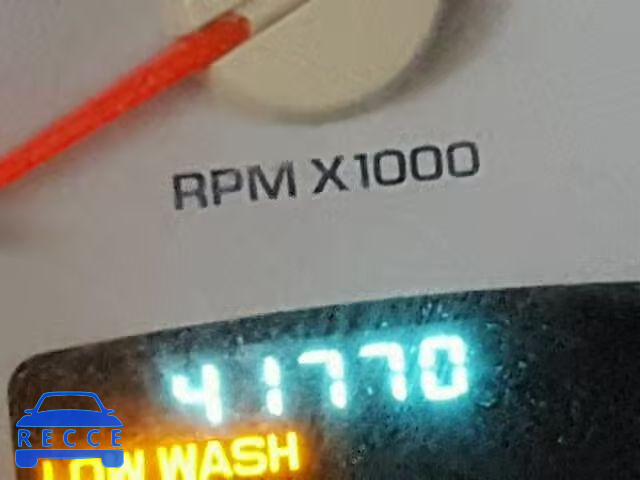 RPM X1000
41770
LOW WASH
RECCE